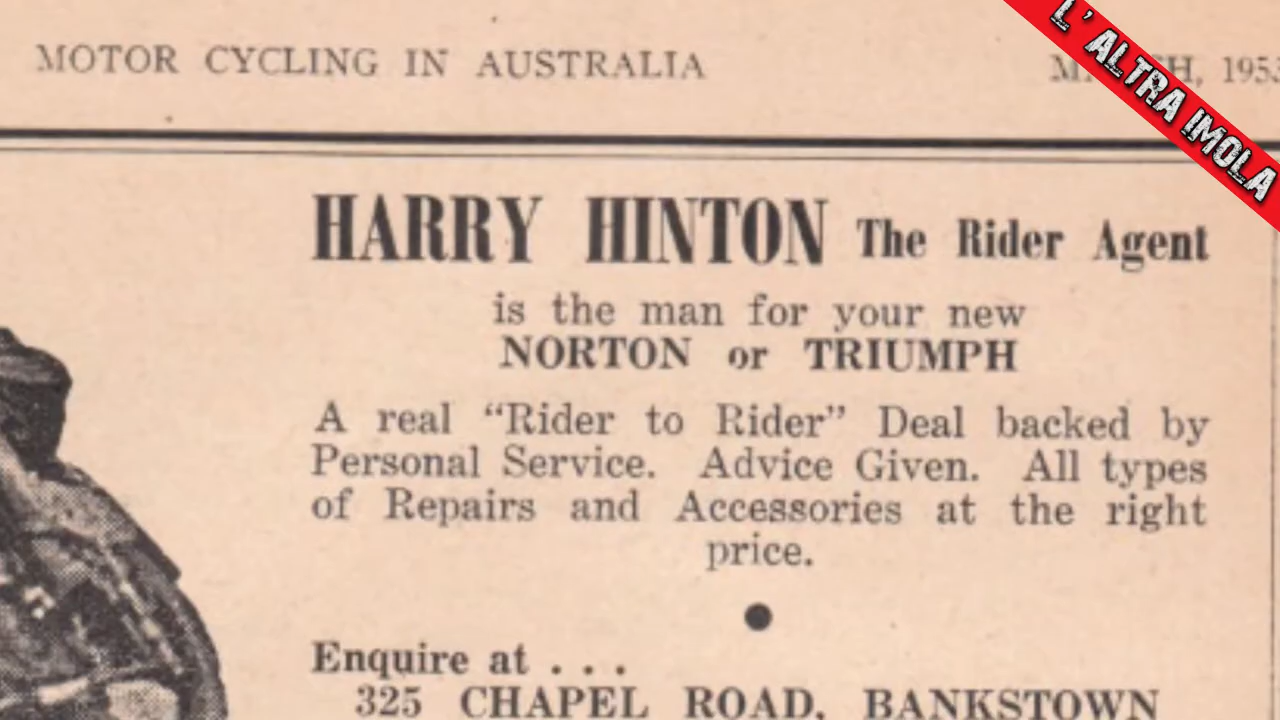 MOTOR CYCLING IN AUSTRALIA
L'ALTRA IMOLA
HARRY HINTON The Rider Agent
is the man for your new
NORTON or TRIUMPH
A real “Rider to Rider” Deal backed by
Personal Service. Advice Given. All types
of Repairs and Accessories at the right
price.
Enquire at . . .
325 CHAPEL ROAD, BANKSTOWN